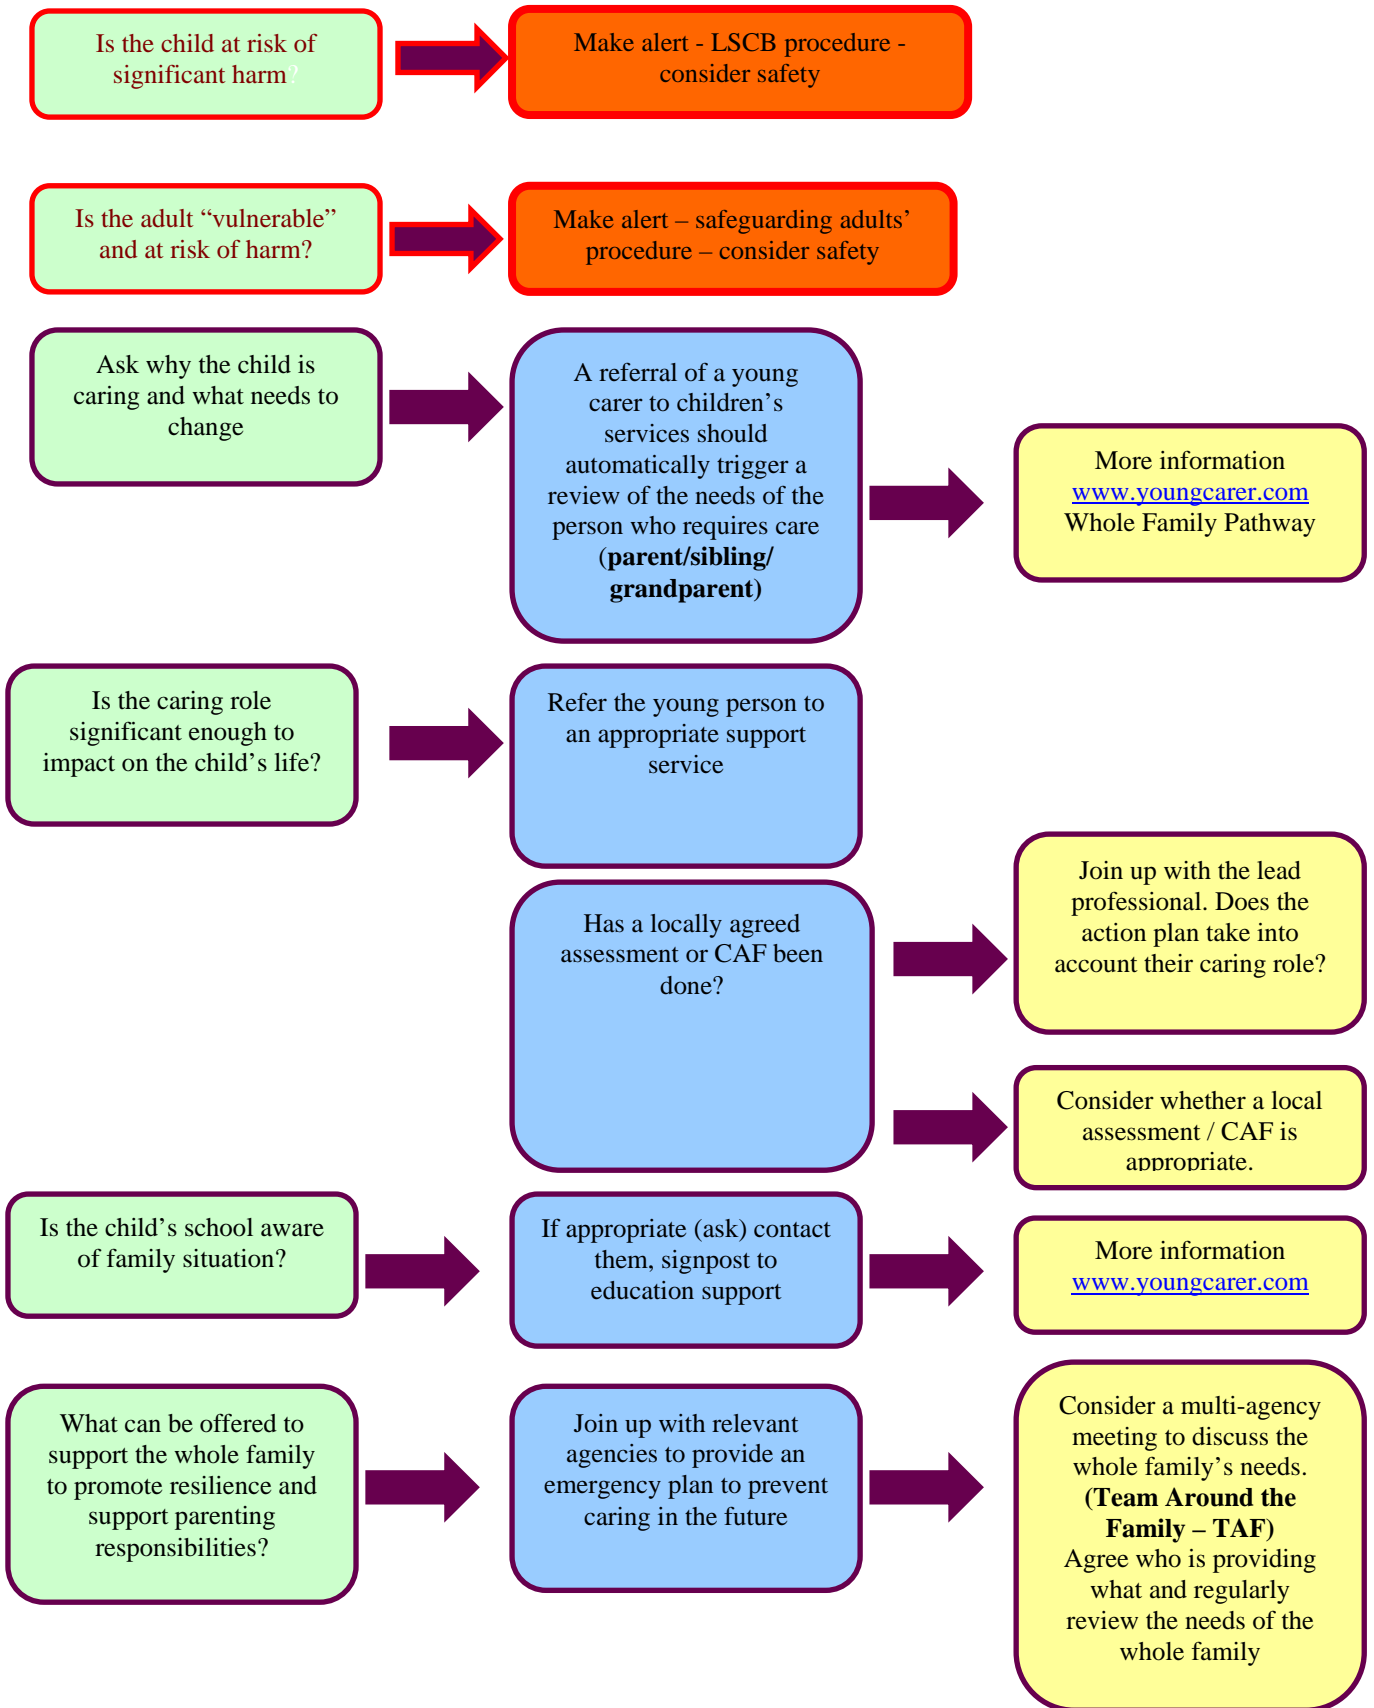 Is the child at risk of
significant harm?
Make alert - LSCB procedure -
consider safety
Is the adult “vulnerable”
and at risk of harm?
Make alert – safeguarding adults’
procedure – consider safety
Ask why the child is
caring and what needs to
change
A referral of a young
carer to children’s
services should
automatically trigger a
review of the needs of the
person who requires care
(parent/sibling/
grandparent)
More information
www.youngcarer.com
Whole Family Pathway
Is the caring role
significant enough to
impact on the child’s life?
Refer the young person to
an appropriate support
service
Has a locally agreed
assessment or CAF been
done?
Join up with the lead
professional. Does the
action plan take into
account their caring role?
Consider whether a local
assessment / CAF is
appropriate.
Is the child’s school aware
of family situation?
If appropriate (ask) contact
them, signpost to
education support
More information
www.youngcarer.com
What can be offered to
support the whole family
to promote resilience and
support parenting
responsibilities?
Join up with relevant
agencies to provide an
emergency plan to prevent
caring in the future
Consider a multi-agency
meeting to discuss the
whole family’s needs.
(Team Around the
Family – TAF)
Agree who is providing
what and regularly
review the needs of the
whole family